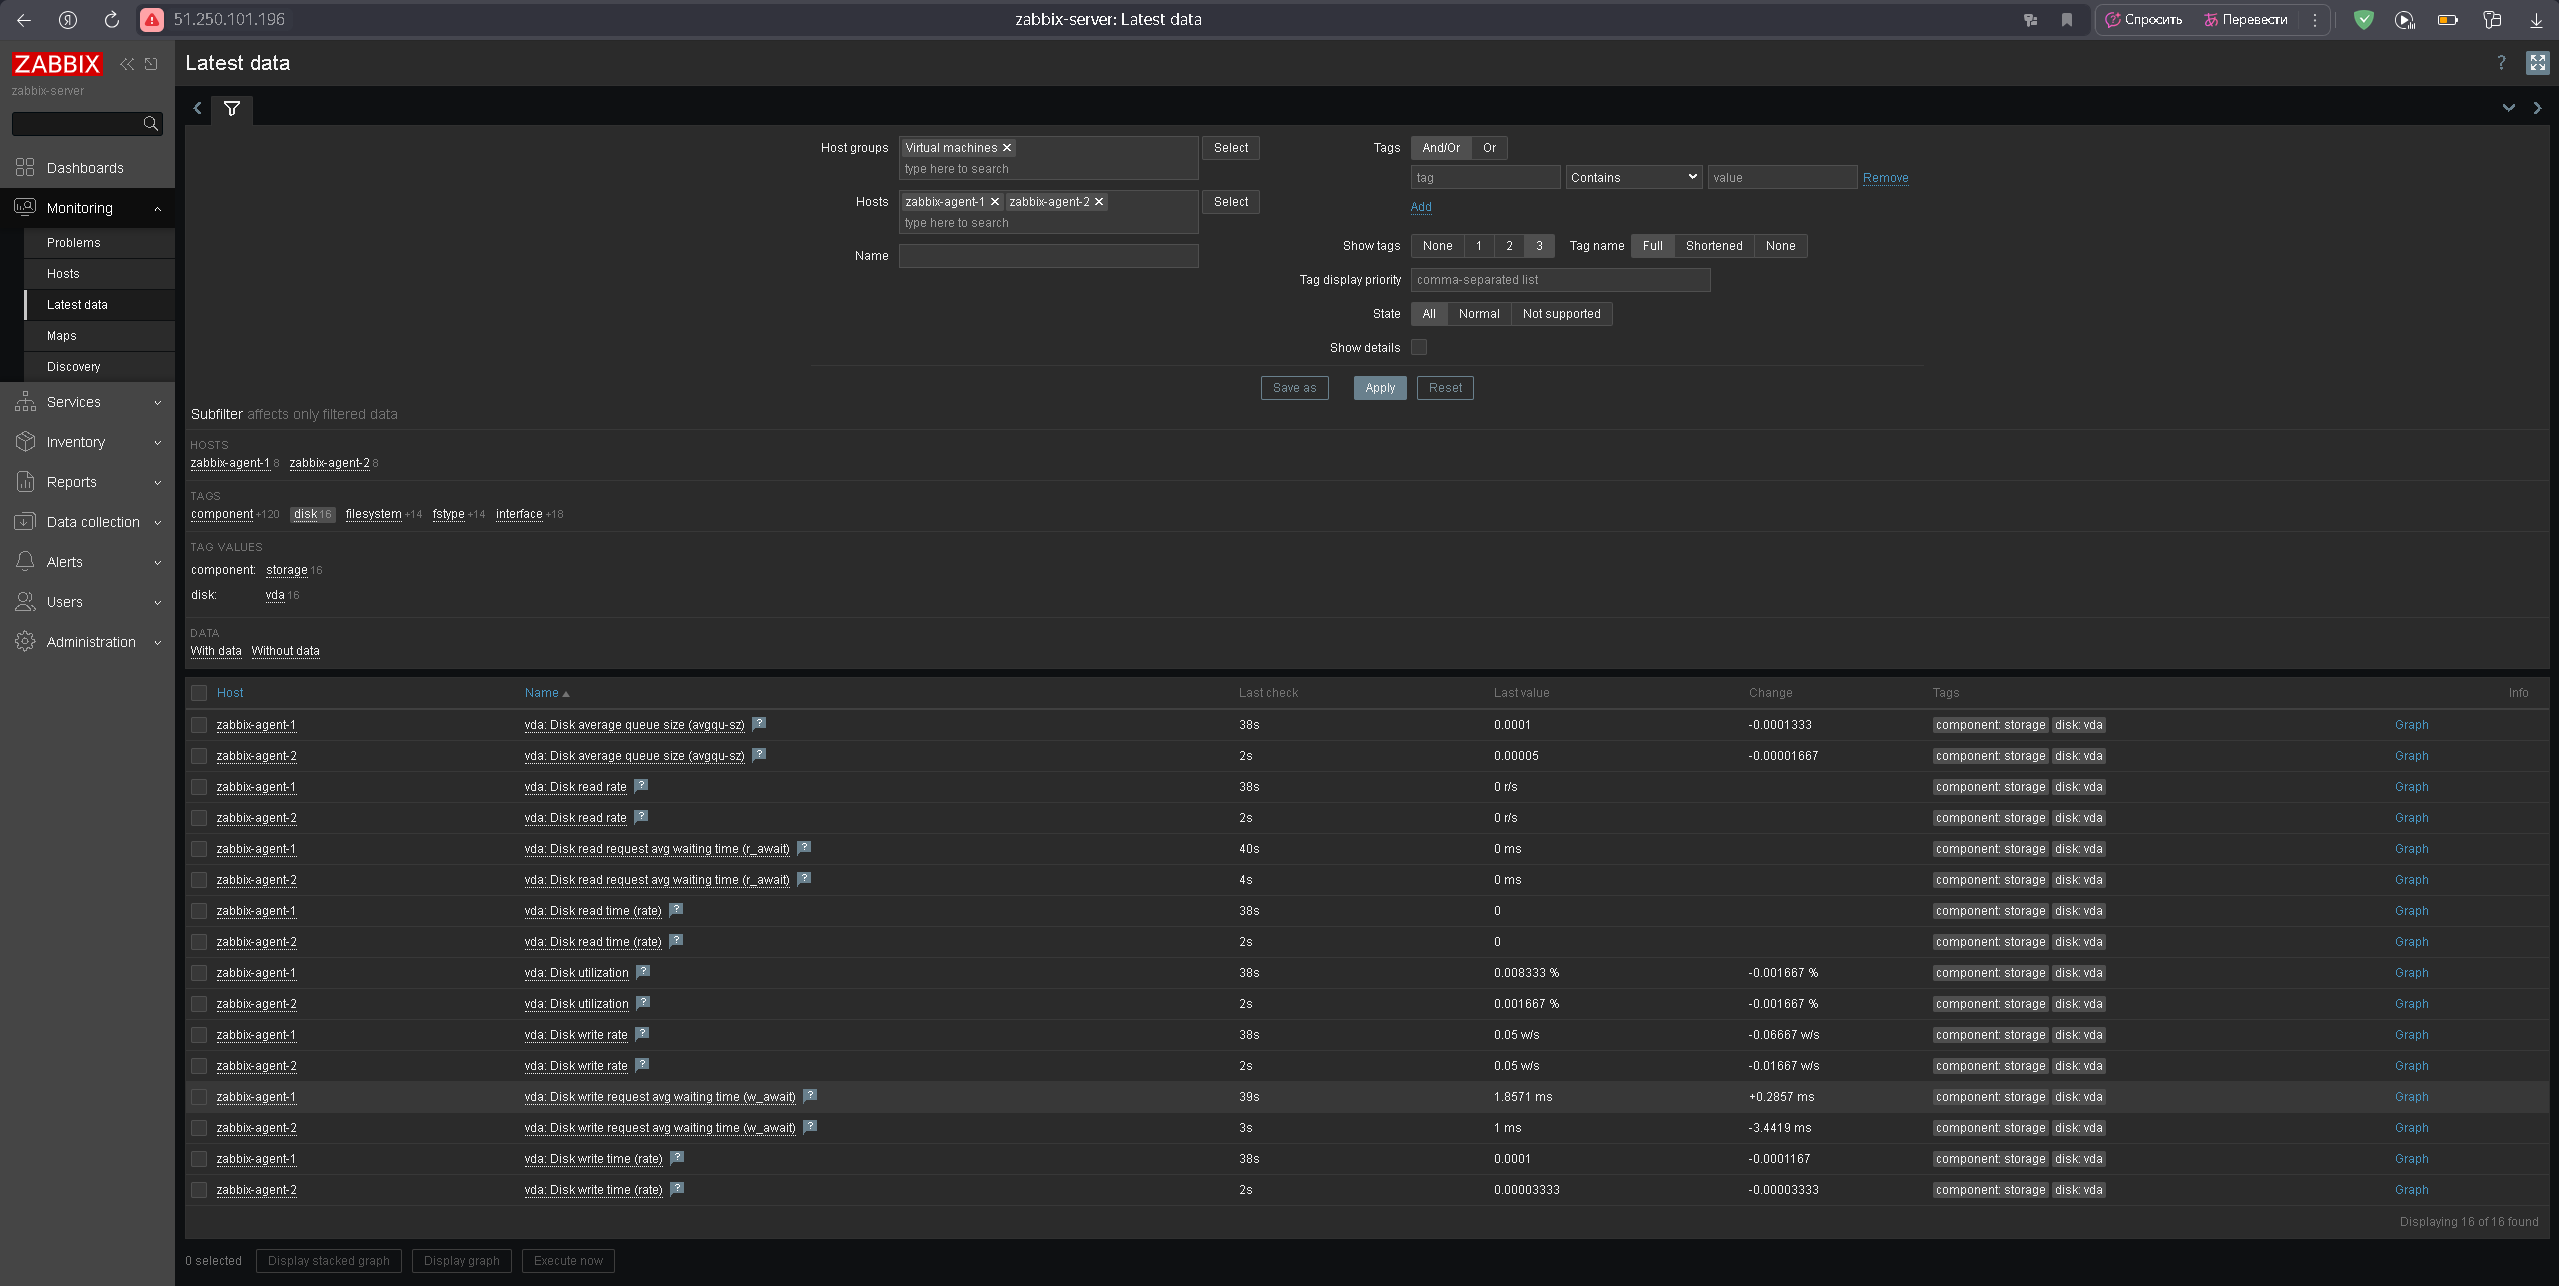 51.250.101.196 zabbix-server: Latest data Спросить Перевести
ZABBIX
zabbix-server
Dashboards
Monitoring
Problems
Hosts
Latest data
Maps
Discovery
Services
Inventory
Reports
Data collection
Alerts
Users
Administration
Latest data ?
Host groups Virtual machines Select
type here to search
Hosts zabbix-agent-1 zabbix-agent-2 Select
type here to search
Name
Tags And/Or Or
tag Contains value Remove
Add
Show tags None 1 2 3 Tag name Full Shortened None
Tag display priority comma-separated list
State All Normal Not supported
Show details
Save as Apply Reset
Subfilter affects only filtered data
HOSTS
zabbix-agent-1 8 zabbix-agent-2 8
TAGS
component +120 disk 16 filesystem +14 fstype +14 interface +18
TAG VALUES
component: storage 16
disk: vda 16
DATA
With data Without data
Host Name Last check Last value Change Tags Info
zabbix-agent-1 vda: Disk average queue size (avgqu-sz) ? 38s 0.0001 -0.0001333 component: storage disk: vda Graph
zabbix-agent-2 vda: Disk average queue size (avgqu-sz) ? 2s 0.00005 -0.00001667 component: storage disk: vda Graph
zabbix-agent-1 vda: Disk read rate ? 38s 0 r/s component: storage disk: vda Graph
zabbix-agent-2 vda: Disk read rate ? 2s 0 r/s component: storage disk: vda Graph
zabbix-agent-1 vda: Disk read request avg waiting time (r_await) ? 40s 0 ms component: storage disk: vda Graph
zabbix-agent-2 vda: Disk read request avg waiting time (r_await) ? 4s 0 ms component: storage disk: vda Graph
zabbix-agent-1 vda: Disk read time (rate) ? 38s 0 component: storage disk: vda Graph
zabbix-agent-2 vda: Disk read time (rate) ? 2s 0 component: storage disk: vda Graph
zabbix-agent-1 vda: Disk utilization ? 38s 0.008333 % -0.001667 % component: storage disk: vda Graph
zabbix-agent-2 vda: Disk utilization ? 2s 0.001667 % -0.001667 % component: storage disk: vda Graph
zabbix-agent-1 vda: Disk write rate ? 38s 0.05 w/s -0.06667 w/s component: storage disk: vda Graph
zabbix-agent-2 vda: Disk write rate ? 2s 0.05 w/s -0.01667 w/s component: storage disk: vda Graph
zabbix-agent-1 vda: Disk write request avg waiting time (w_await) ? 39s 1.8571 ms +0.2857 ms component: storage disk: vda Graph
zabbix-agent-2 vda: Disk write request avg waiting time (w_await) ? 3s 1 ms -3.4419 ms component: storage disk: vda Graph
zabbix-agent-1 vda: Disk write time (rate) ? 38s 0.0001 -0.0001167 component: storage disk: vda Graph
zabbix-agent-2 vda: Disk write time (rate) ? 2s 0.00003333 -0.00003333 component: storage disk: vda Graph
Displaying 16 of 16 found
0 selected Display stacked graph Display graph Execute now